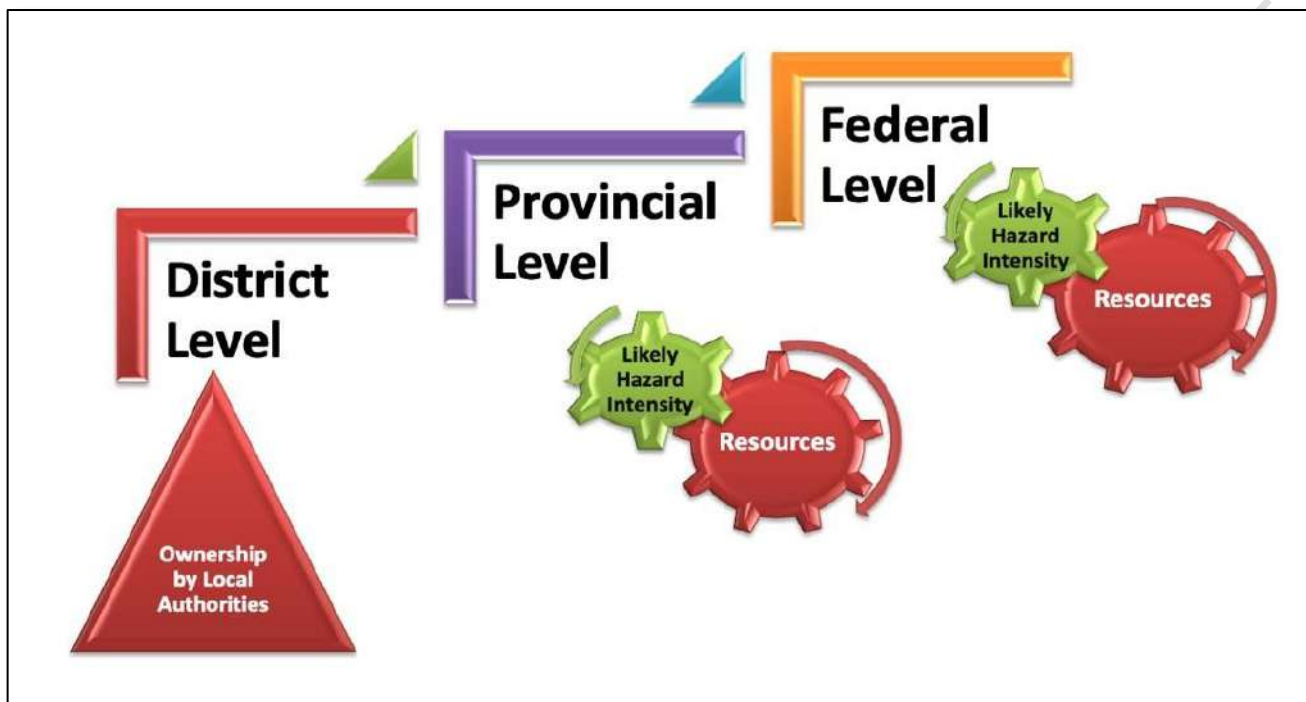 District
Level
Ownership
by Local
Authorities
Provincial
Level
Likely
Hazard
Intensity
Resources
Federal
Level
Likely
Hazard
Intensity
Resources